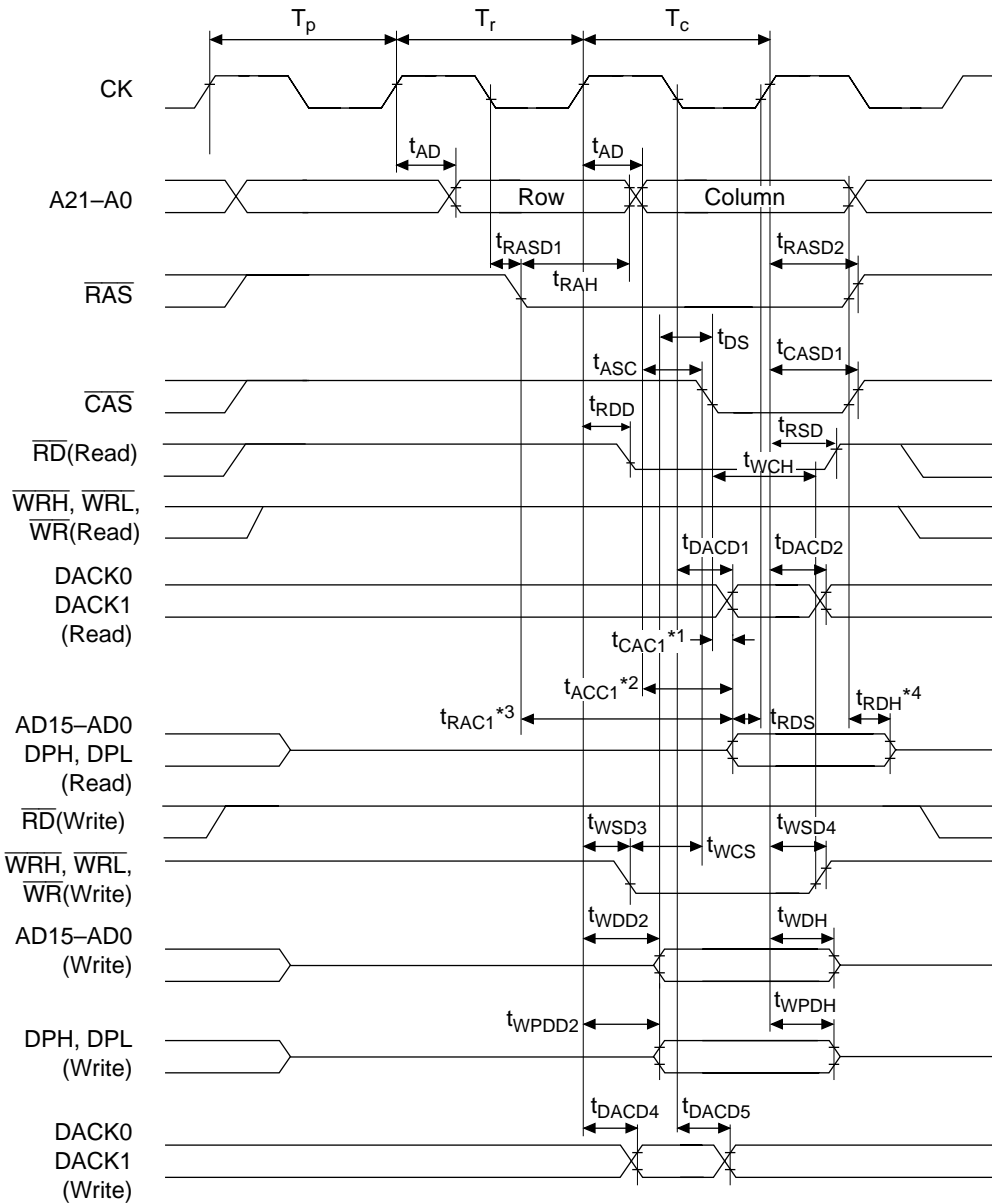 Tp Tr Tc
CK
tAD tAD
A21–A0 Row Column
tRASD1 tRASD2
tRAH
RAS
tDS
tASC tCASD1
CAS
tRDD tRSD
RD(Read)
tWCH
WRH, WRL,
WR(Read)
tDACD1 tDACD2
DACK0
DACK1
(Read)
tCAC1*1
tACC1*2
tRAC1*3 tRDS tRDH*4
AD15–AD0
DPH, DPL
(Read)
RD(Write)
tWSD3 tWCS tWSD4
WRH, WRL,
WR(Write)
tWDD2 tWDH
AD15–AD0
(Write)
tWPDD2 tWPDH
DPH, DPL
(Write)
tDACD4 tDACD5
DACK0
DACK1
(Write)